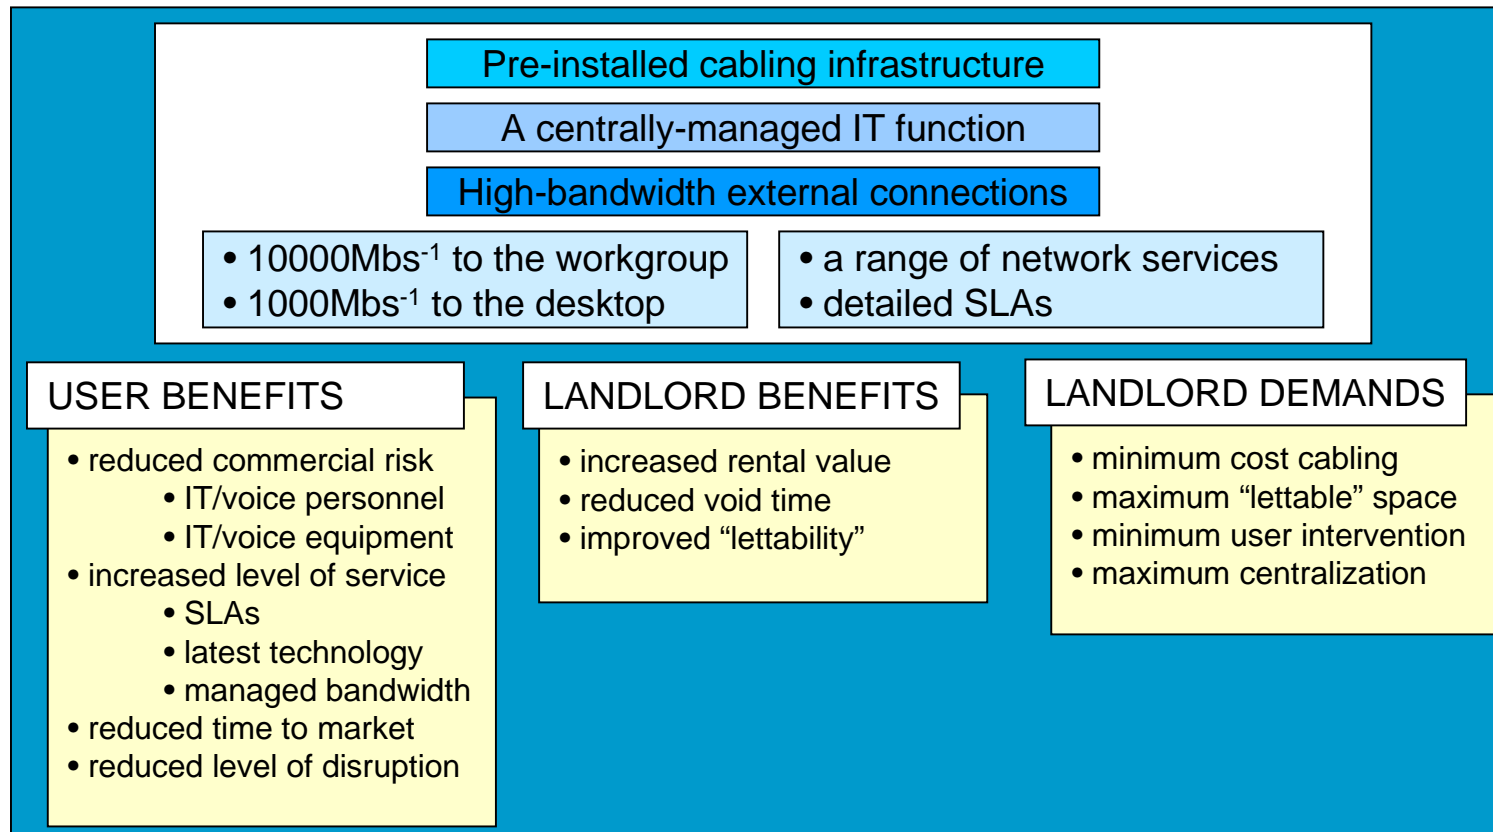 Pre-installed cabling infrastructure
A centrally-managed IT function
High-bandwidth external connections
• 10000Mbs⁻¹ to the workgroup
• 1000Mbs⁻¹ to the desktop
• a range of network services
• detailed SLAs
USER BENEFITS
• reduced commercial risk
• IT/voice personnel
• IT/voice equipment
• increased level of service
• SLAs
• latest technology
• managed bandwidth
• reduced time to market
• reduced level of disruption
LANDLORD BENEFITS
• increased rental value
• reduced void time
• improved “lettability”
LANDLORD DEMANDS
• minimum cost cabling
• maximum “lettable” space
• minimum user intervention
• maximum centralization